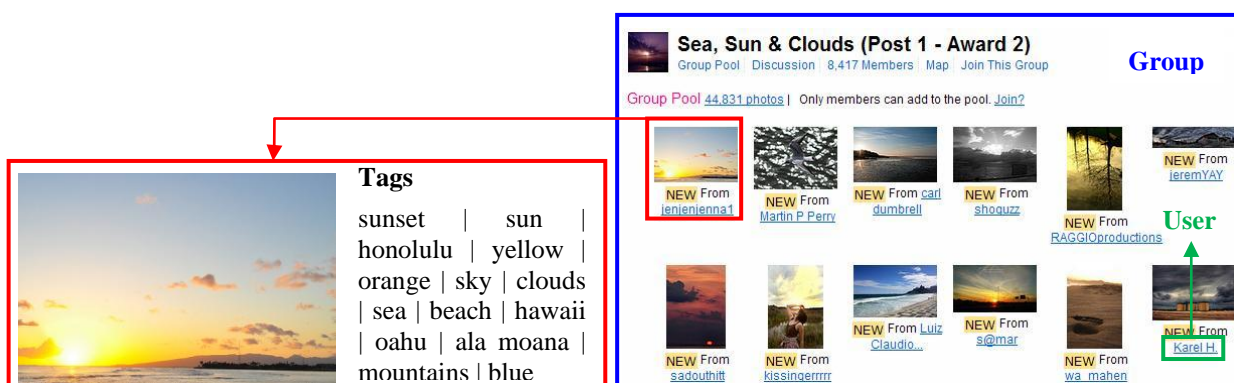 Sea, Sun & Clouds (Post 1 - Award 2)
Group Pool Discussion 8,417 Members Map Join This Group
Group
Group Pool 44,831 photos | Only members can add to the pool. Join?
NEW From
jenjenjenna1
NEW From
Martin P Perry
NEW From carl
dumbrell
NEW From
shoguzz
NEW From
RAGGIOproductions
NEW From
jeremYAY
User
NEW From
sadouthitt
NEW From
kissingerrrrr
NEW From Luiz
Claudio...
NEW From
s@mar
NEW From
wa_mahen
NEW From
Karel H.
Tags
sunset | sun |
honolulu | yellow |
orange | sky | clouds
| sea | beach | hawaii
| oahu | ala moana |
mountains | blue